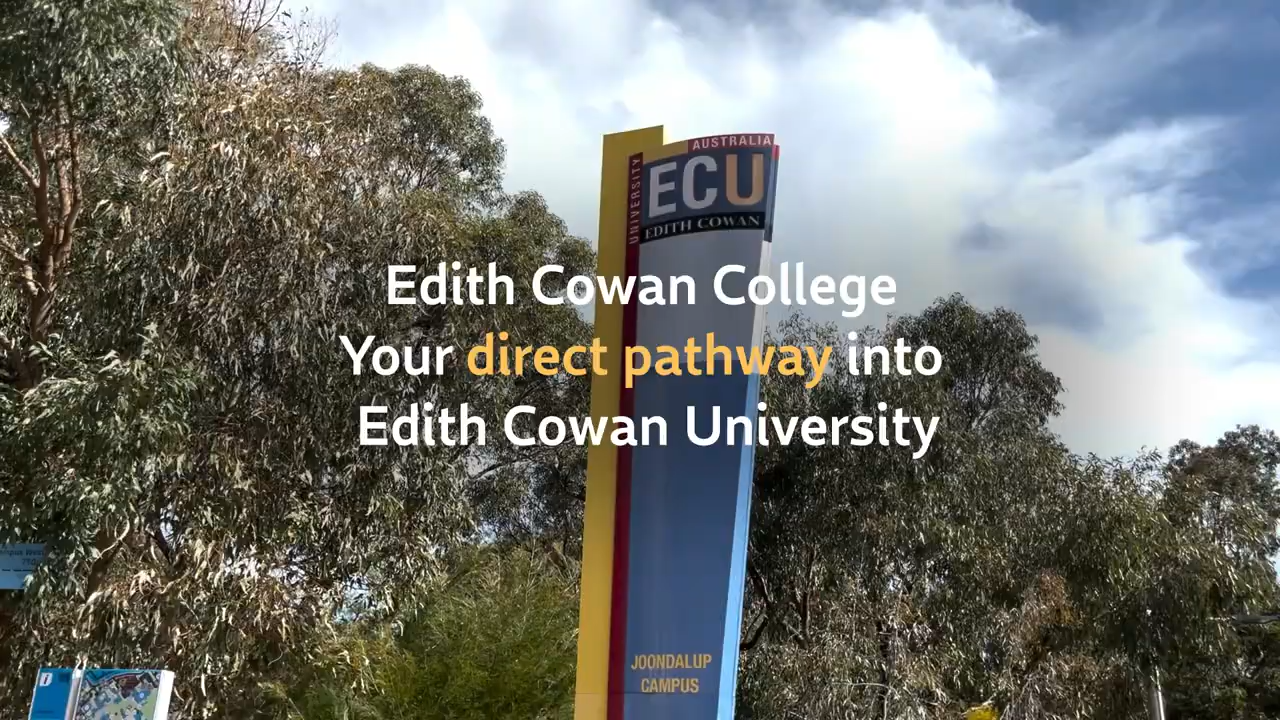 AUSTRALIA
UNIVERSITY
ECU
EDITH COWAN
Edith Cowan College
Your direct pathway into
Edith Cowan University
JOONDALUP
CAMPUS
i